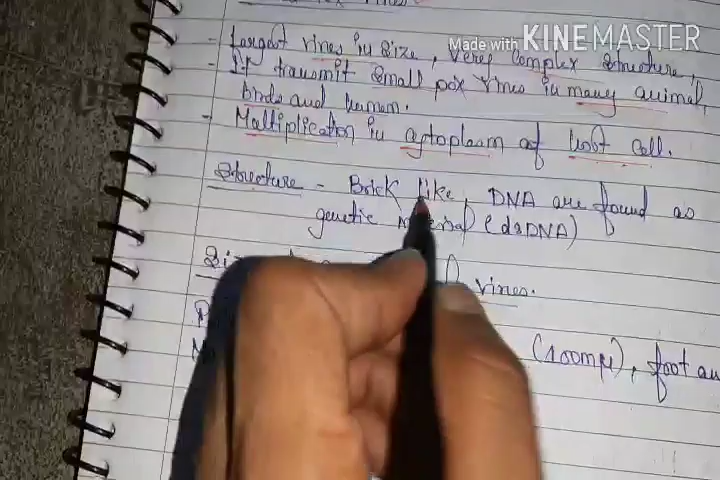 Made with KINEMASTER
- Largest virus in size, very complex structure,
- It transmit small pox virus in many animal,
birds and human.
- Multiplication in cytoplasm of host cell.
Structure - Brick like, DNA are found as
genetic (dsDNA)
virus.
(100mμ), foot